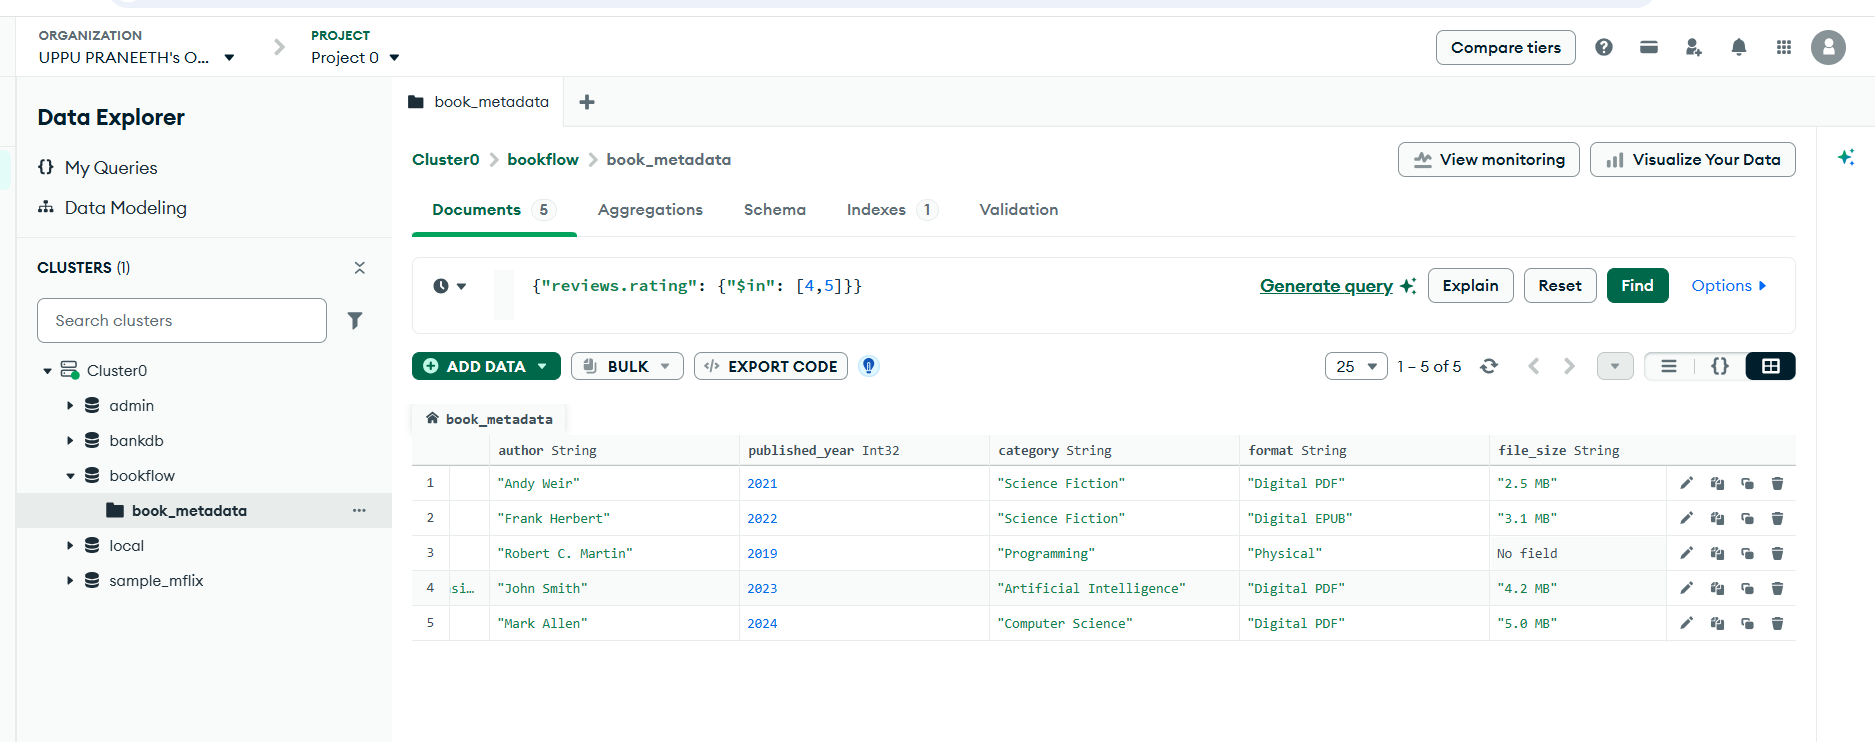 ORGANIZATION
UPPU PRANEETH's O...
PROJECT
Project 0
Compare tiers
Data Explorer
My Queries
Data Modeling
CLUSTERS (1)
Search clusters
Cluster0
admin
bankdb
bookflow
book_metadata
local
sample_mflix
book_metadata
Cluster0 > bookflow > book_metadata
View monitoring
Visualize Your Data
Documents 5
Aggregations
Schema
Indexes 1
Validation
{"reviews.rating": {"$in": [4,5]}}
Generate query
Explain
Reset
Find
Options
ADD DATA
BULK
EXPORT CODE
25
1 – 5 of 5
book_metadata
author String published_year Int32 category String format String file_size String
1 "Andy Weir" 2021 "Science Fiction" "Digital PDF" "2.5 MB"
2 "Frank Herbert" 2022 "Science Fiction" "Digital EPUB" "3.1 MB"
3 "Robert C. Martin" 2019 "Programming" "Physical" No field
4 "John Smith" 2023 "Artificial Intelligence" "Digital PDF" "4.2 MB"
5 "Mark Allen" 2024 "Computer Science" "Digital PDF" "5.0 MB"